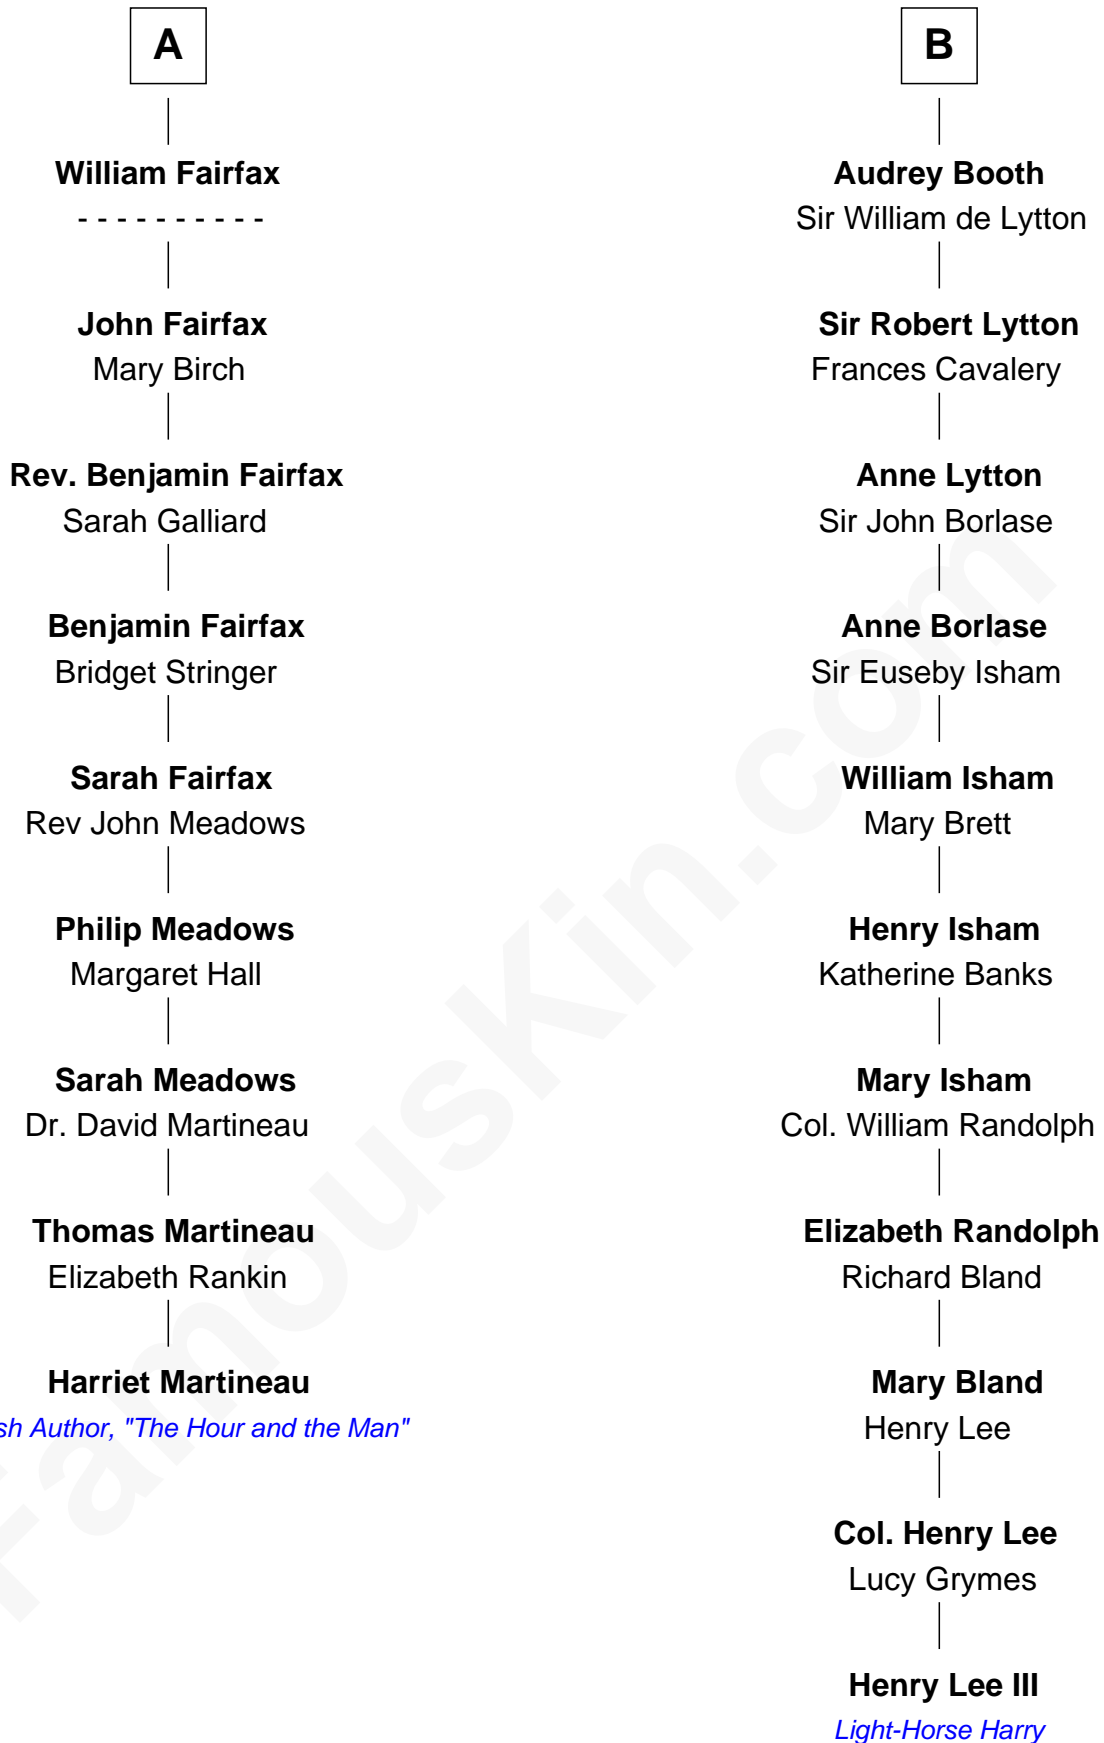 A
William Fairfax
- - - - - - - - - -
John Fairfax
Mary Birch
Rev. Benjamin Fairfax
Sarah Galliard
Benjamin Fairfax
Bridget Stringer
Sarah Fairfax
Rev John Meadows
Philip Meadows
Margaret Hall
Sarah Meadows
Dr. David Martineau
Thomas Martineau
Elizabeth Rankin
Harriet Martineau
sh Author, "The Hour and the Man"
B
Audrey Booth
Sir William de Lytton
Sir Robert Lytton
Frances Cavalery
Anne Lytton
Sir John Borlase
Anne Borlase
Sir Euseby Isham
William Isham
Mary Brett
Henry Isham
Katherine Banks
Mary Isham
Col. William Randolph
Elizabeth Randolph
Richard Bland
Mary Bland
Henry Lee
Col. Henry Lee
Lucy Grymes
Henry Lee III
Light-Horse Harry
FamousKin.com